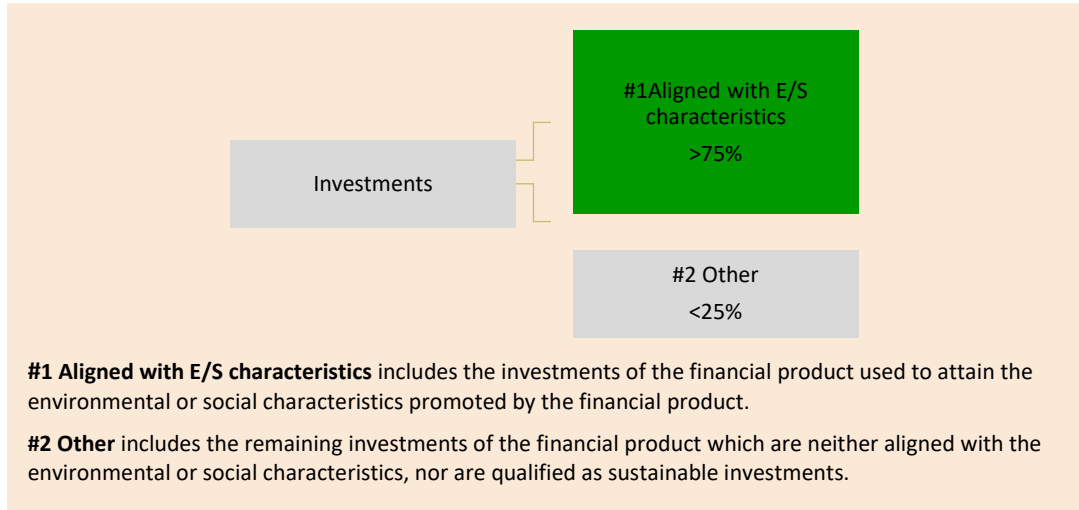 #1Aligned with E/S
characteristics
>75%
Investments
#2 Other
<25%
#1 Aligned with E/S characteristics includes the investments of the financial product used to attain the
environmental or social characteristics promoted by the financial product.
#2 Other includes the remaining investments of the financial product which are neither aligned with the
environmental or social characteristics, nor are qualified as sustainable investments.